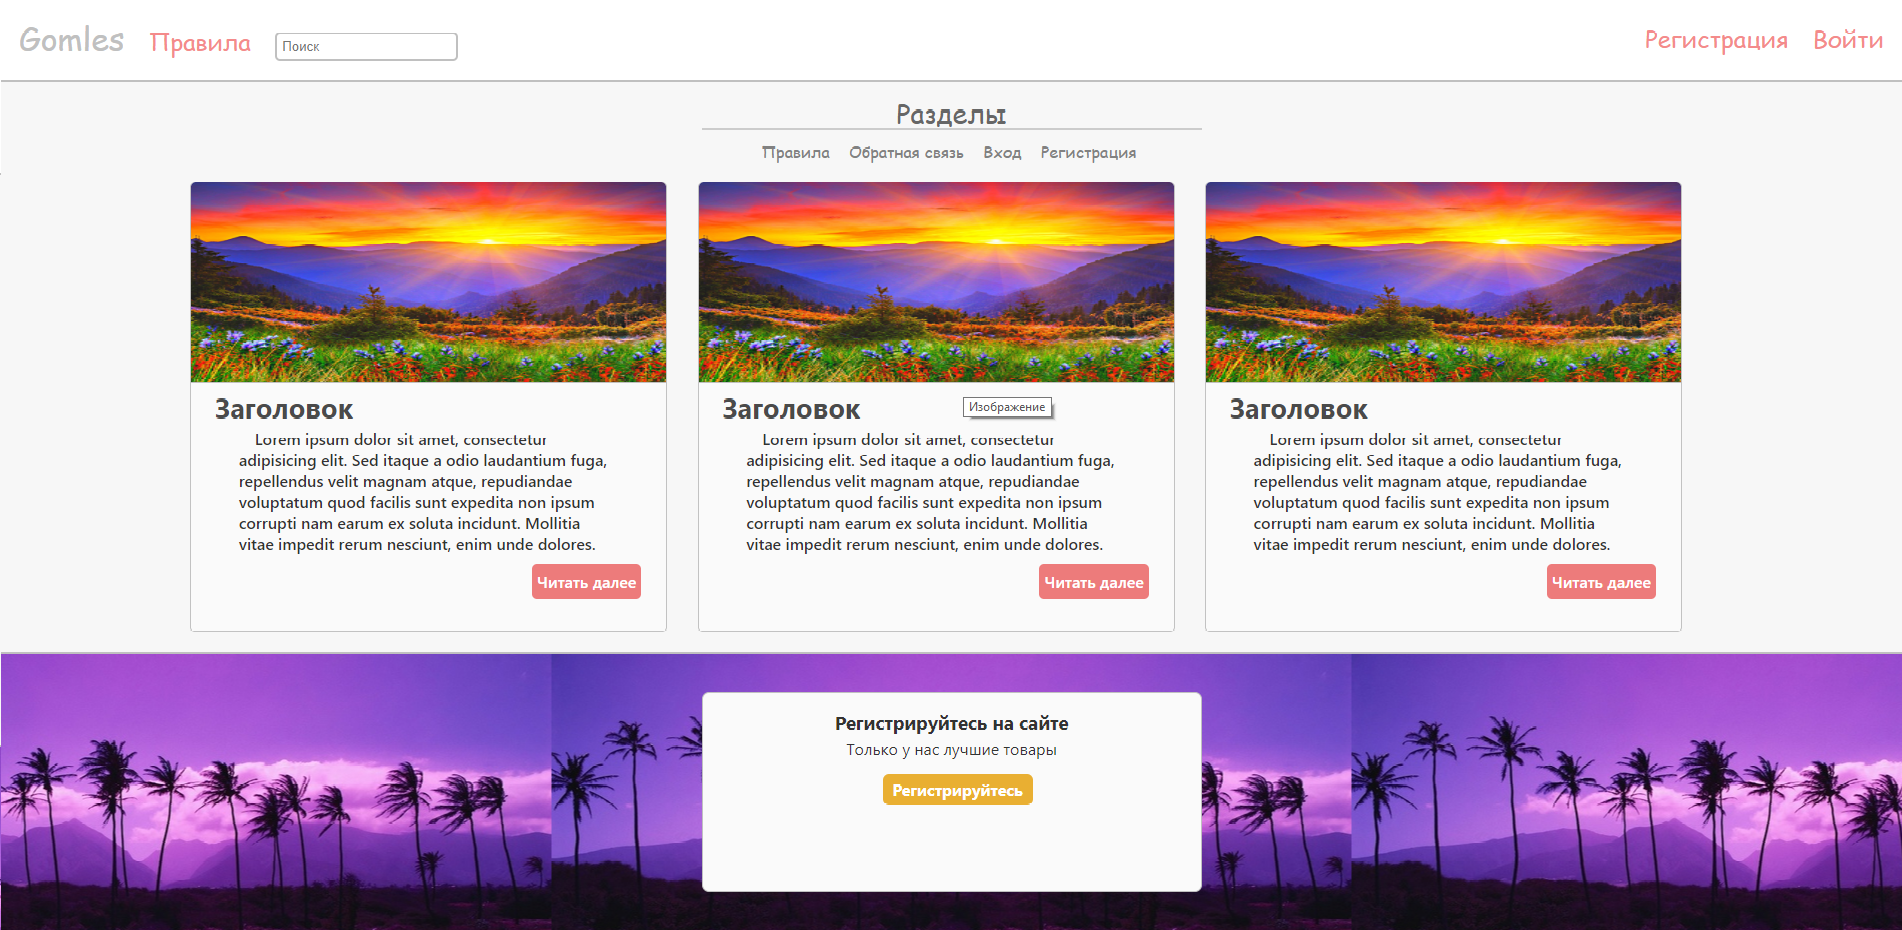 Gomles Правила Поиск Регистрация Войти
Разделы
Правила Обратная связь Вход Регистрация
Заголовок
Lorem ipsum dolor sit amet, consectetur
adipisicing elit. Sed itaque a odio laudantium fuga,
repellendus velit magnam atque, repudiandae
voluptatum quod facilis sunt expedita non ipsum
corrupti nam earum ex soluta incidunt. Mollitia
vitae impedit rerum nesciunt, enim unde dolores.
Читать далее
Заголовок
Изображение
Lorem ipsum dolor sit amet, consectetur
adipisicing elit. Sed itaque a odio laudantium fuga,
repellendus velit magnam atque, repudiandae
voluptatum quod facilis sunt expedita non ipsum
corrupti nam earum ex soluta incidunt. Mollitia
vitae impedit rerum nesciunt, enim unde dolores.
Читать далее
Заголовок
Lorem ipsum dolor sit amet, consectetur
adipisicing elit. Sed itaque a odio laudantium fuga,
repellendus velit magnam atque, repudiandae
voluptatum quod facilis sunt expedita non ipsum
corrupti nam earum ex soluta incidunt. Mollitia
vitae impedit rerum nesciunt, enim unde dolores.
Читать далее
Регистрируйтесь на сайте
Только у нас лучшие товары
Регистрируйтесь